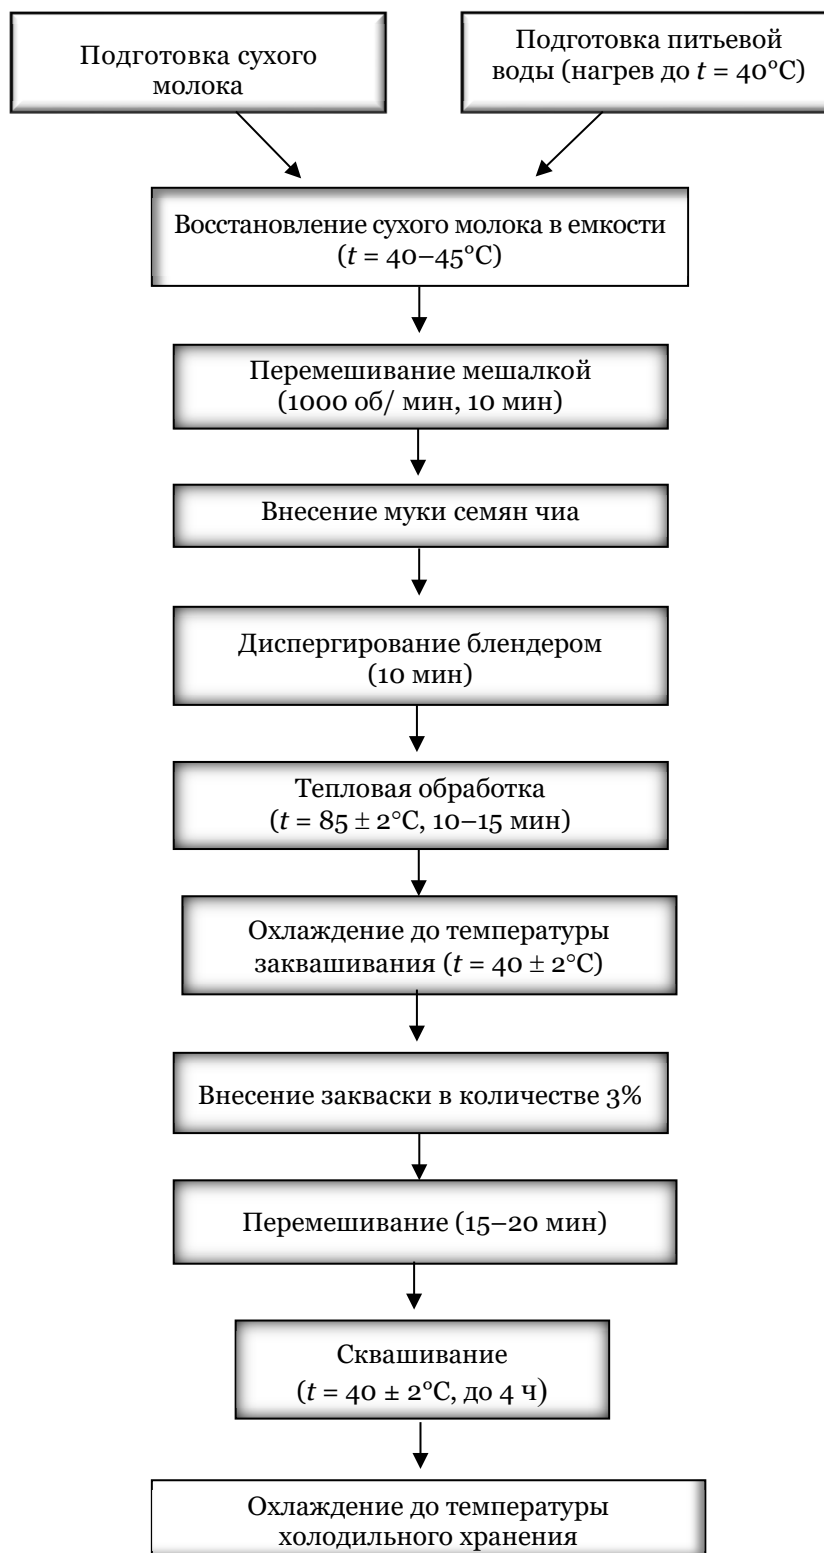 Подготовка сухого
молока
Подготовка питьевой
воды (нагрев до t = 40°C)
Восстановление сухого молока в емкости
(t = 40–45°C)
Перемешивание мешалкой
(1000 об/ мин, 10 мин)
Внесение муки семян чиа
Диспергирование блендером
(10 мин)
Тепловая обработка
(t = 85 ± 2°C, 10–15 мин)
Охлаждение до температуры
заквашивания (t = 40 ± 2°C)
Внесение закваски в количестве 3%
Перемешивание (15–20 мин)
Сквашивание
(t = 40 ± 2°C, до 4 ч)
Охлаждение до температуры
холодильного хранения